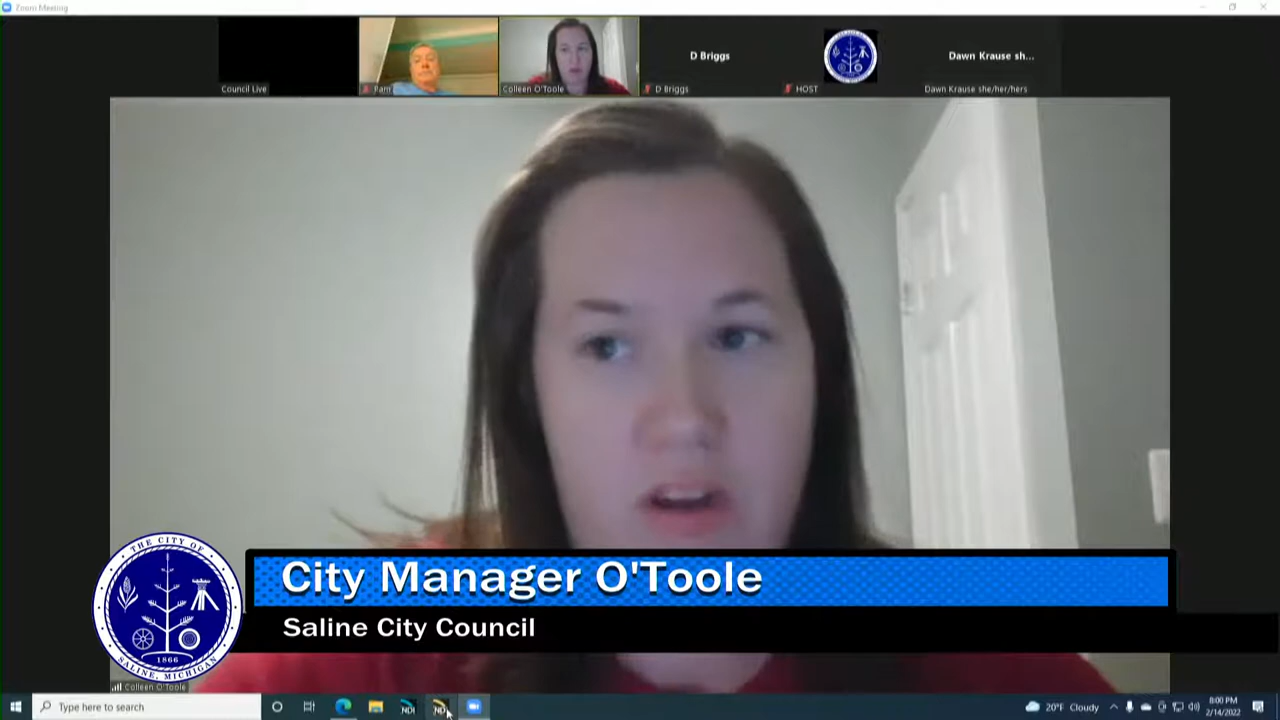 Zoom Meeting
D Briggs
Dawn Krause sh...
Council Live
Pam
Colleen O'Toole
D Briggs
HOST
Dawn Krause she/her/hers
THE CITY OF
1866
SALINE, MICHIGAN
City Manager O'Toole
Saline City Council
Colleen O'Toole
Type here to search
NDI
ND
20°F Cloudy
8:00 PM
2/14/2022